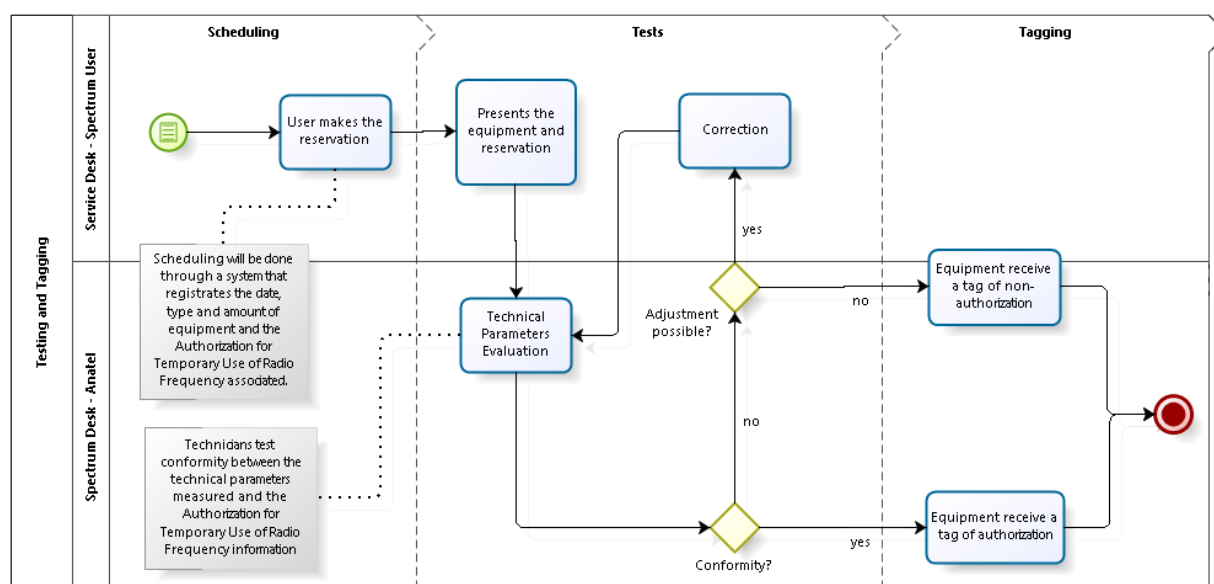 Testing and Tagging
Service Desk - Spectrum User
Spectrum Desk - Anatel
Scheduling
Tests
Tagging
User makes the
reservation
Presents the
equipment and
reservation
Correction
yes
Scheduling will be done
through a system that
registrates the date,
type and amount of
equipment and the
Authorization for
Temporary Use of Radio
Frequency associated.
Technical
Parameters
Evaluation
Adjustment
possible?
no
Equipment receive
a tag of non-
authorization
no
Technicians test
conformity between the
technical parameters
measured and the
Authorization for
Temporary Use of Radio
Frequency information
Conformity?
yes
Equipment receive a
tag of authorization